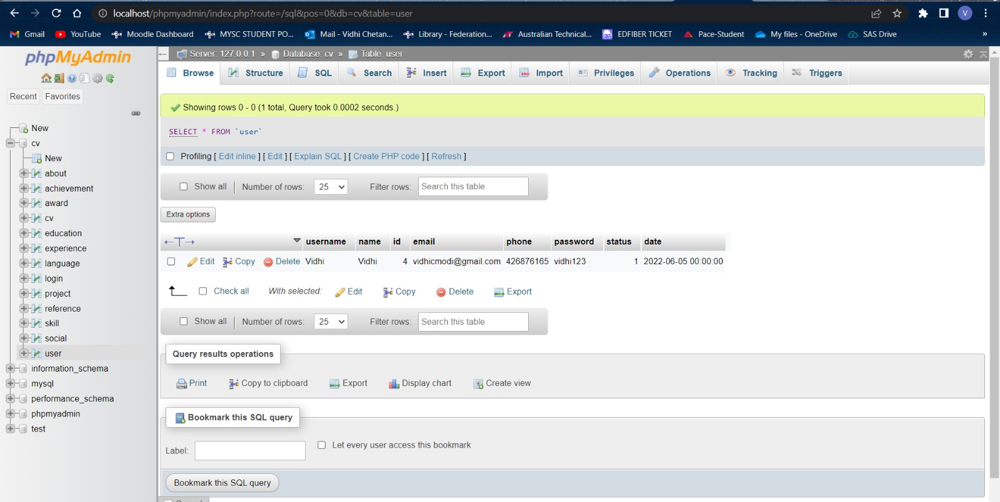 localhost/phpmyadmin/index.php?route=/sql&pos=0&db=cv&table=user
V
Gmail YouTube Moodle Dashboard MYSC STUDENT PO... Mail - Vidhi Chetan... Library - Federation... Australian Technical... EDFIBER TICKET Pace-Student My files - OneDrive SAS Drive »
phpMyAdmin
Recent Favorites
New
cv
New
about
achievement
award
cv
education
experience
language
login
project
reference
skill
social
user
information_schema
mysql
performance_schema
phpmyadmin
test
Server: 127.0.0.1 » Database: cv » Table: user
Browse Structure SQL Search Insert Export Import Privileges Operations Tracking Triggers
Showing rows 0 - 0 (1 total, Query took 0.0002 seconds.)
SELECT * FROM `user`
Profiling [ Edit inline ] [ Edit ] [ Explain SQL ] [ Create PHP code ] [ Refresh ]
Show all Number of rows: 25 Filter rows: Search this table
Extra options
username name id email phone password status date
Edit Copy Delete Vidhi Vidhi 4 vidhicmodi@gmail.com 426876165 vidhi123 1 2022-06-05 00:00:00
Check all With selected: Edit Copy Delete Export
Show all Number of rows: 25 Filter rows: Search this table
Query results operations
Print Copy to clipboard Export Display chart Create view
Bookmark this SQL query
Label: Let every user access this bookmark
Bookmark this SQL query